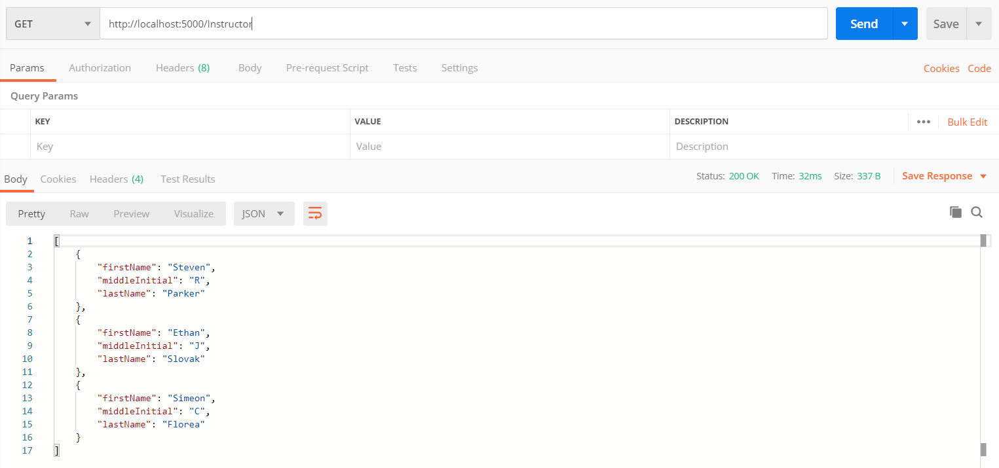 GET http://localhost:5000/Instructor Send Save
Params Authorization Headers (8) Body Pre-request Script Tests Settings Cookies Code
Query Params
KEY VALUE DESCRIPTION ••• Bulk Edit
Key Value Description
Body Cookies Headers (4) Test Results Status: 200 OK Time: 32ms Size: 337 B Save Response
Pretty Raw Preview Visualize JSON
1 [
2 {
3 "firstName": "Steven",
4 "middleInitial": "R",
5 "lastName": "Parker"
6 },
7 {
8 "firstName": "Ethan",
9 "middleInitial": "J",
10 "lastName": "Slovak"
11 },
12 {
13 "firstName": "Simeon",
14 "middleInitial": "C",
15 "lastName": "Florea"
16 }
17 ]